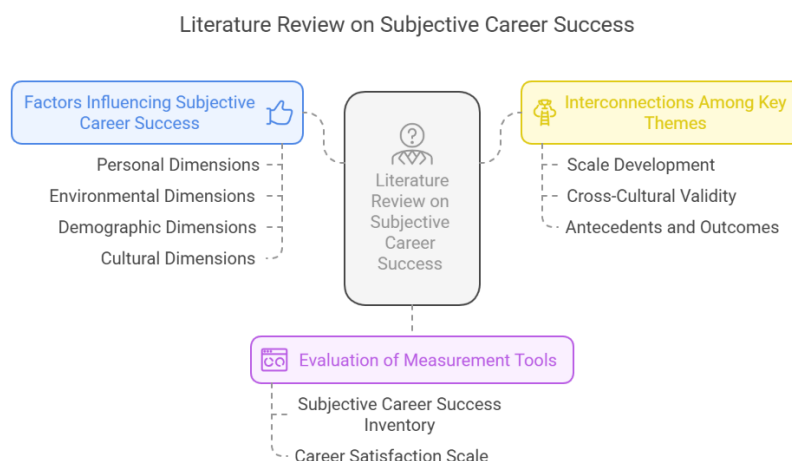 Literature Review on Subjective Career Success
Factors Influencing Subjective
Career Success
Personal Dimensions
Environmental Dimensions
Demographic Dimensions
Cultural Dimensions
Literature
Review on
Subjective
Career
Success
Interconnections Among Key
Themes
Scale Development
Cross-Cultural Validity
Antecedents and Outcomes
Evaluation of Measurement Tools
Subjective Career Success
Inventory
Career Satisfaction Scale